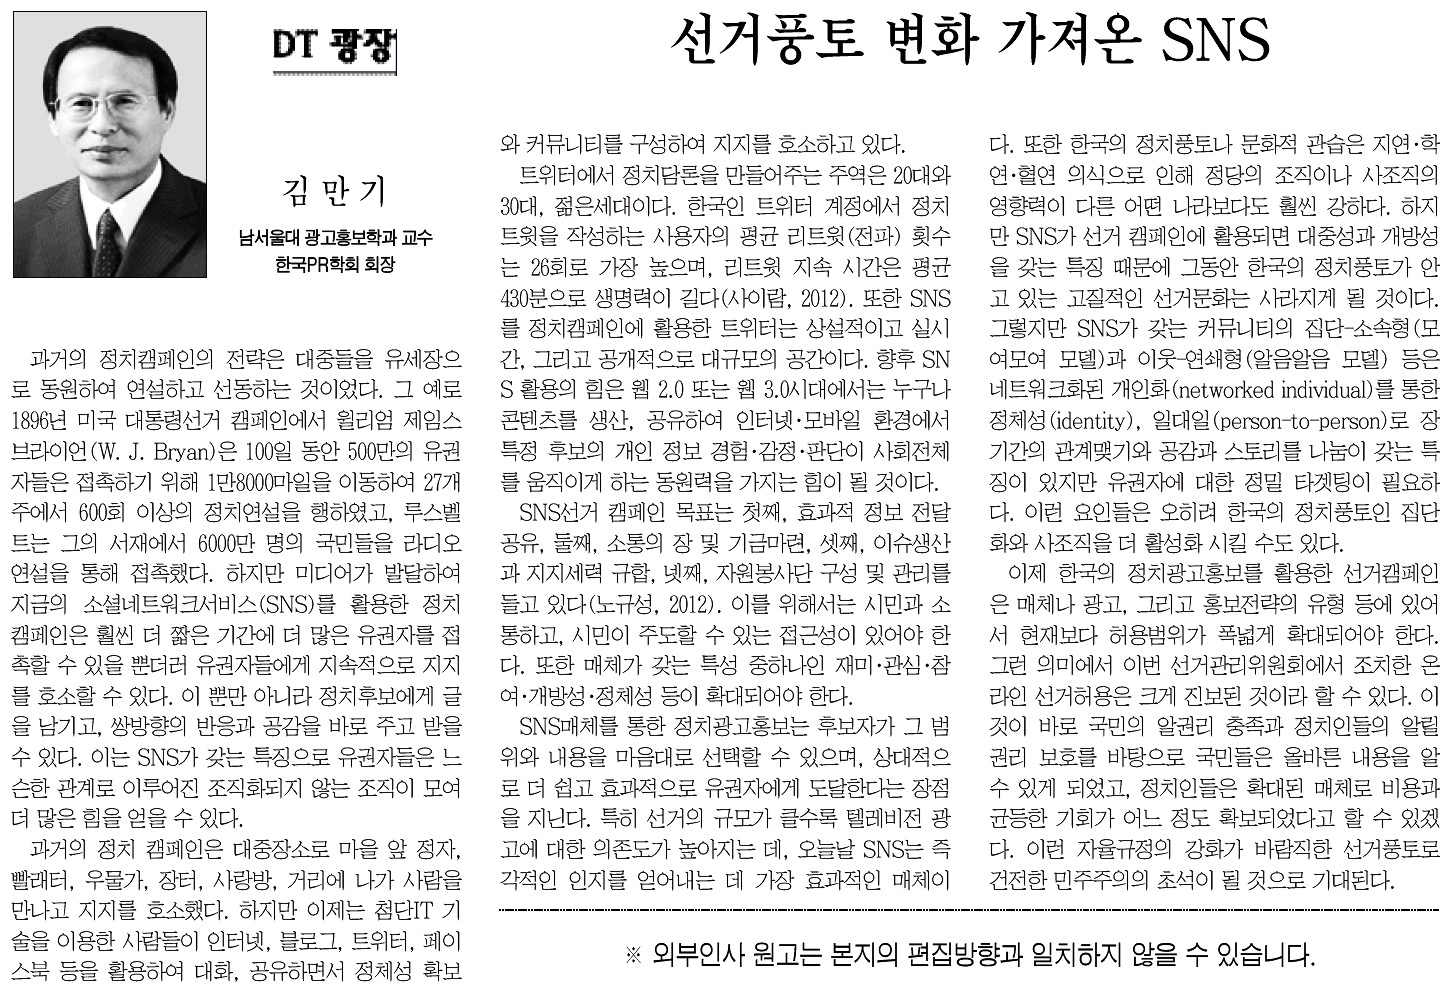 DT 광장
선거풍토 변화 가져온 SNS
김 만 기
남서울대 광고홍보학과 교수
한국PR학회 회장
과거의 정치캠페인의 전략은 대중들을 유세장으
로 동원하여 연설하고 선동하는 것이었다. 그 예로
1896년 미국 대통령선거 캠페인에서 윌리엄 제임스
브라이언(W. J. Bryan)은 100일 동안 500만의 유권
자들은 접촉하기 위해 1만8000마일을 이동하여 27개
주에서 600회 이상의 정치연설을 행하였고, 루스벨
트는 그의 서재에서 6000만 명의 국민들을 라디오
연설을 통해 접촉했다. 하지만 미디어가 발달하여
지금의 소셜네트워크서비스(SNS)를 활용한 정치
캠페인은 훨씬 더 짧은 기간에 더 많은 유권자를 접
촉할 수 있을 뿐더러 유권자들에게 지속적으로 지지
를 호소할 수 있다. 이 뿐만 아니라 정치후보에게 글
을 남기고, 쌍방향의 반응과 공감을 바로 주고 받을
수 있다. 이는 SNS가 갖는 특징으로 유권자들은 느
슨한 관계로 이루어진 조직화되지 않는 조직이 모여
더 많은 힘을 얻을 수 있다.
과거의 정치 캠페인은 대중장소로 마을 앞 정자,
빨래터, 우물가, 장터, 사랑방, 거리에 나가 사람을
만나고 지지를 호소했다. 하지만 이제는 첨단IT 기
술을 이용한 사람들이 인터넷, 블로그, 트위터, 페이
스북 등을 활용하여 대화, 공유하면서 정체성 확보
와 커뮤니티를 구성하여 지지를 호소하고 있다.
트위터에서 정치담론을 만들어주는 주역은 20대와
30대, 젊은세대이다. 한국인 트위터 계정에서 정치
트윗을 작성하는 사용자의 평균 리트윗(전파) 횟수
는 26회로 가장 높으며, 리트윗 지속 시간은 평균
430분으로 생명력이 길다(사이람, 2012). 또한 SNS
를 정치캠페인에 활용한 트위터는 상설적이고 실시
간, 그리고 공개적으로 대규모의 공간이다. 향후 SN
S 활용의 힘은 웹 2.0 또는 웹 3.0시대에서는 누구나
콘텐츠를 생산, 공유하여 인터넷·모바일 환경에서
특정 후보의 개인 정보 경험·감정·판단이 사회전체
를 움직이게 하는 동원력을 가지는 힘이 될 것이다.
SNS선거 캠페인 목표는 첫째, 효과적 정보 전달
공유, 둘째, 소통의 장 및 기금마련, 셋째, 이슈생산
과 지지세력 규합, 넷째, 자원봉사단 구성 및 관리를
들고 있다(노규성, 2012). 이를 위해서는 시민과 소
통하고, 시민이 주도할 수 있는 접근성이 있어야 한
다. 또한 매체가 갖는 특성 중하나인 재미·관심·참
여·개방성·정체성 등이 확대되어야 한다.
SNS매체를 통한 정치광고홍보는 후보자가 그 범
위와 내용을 마음대로 선택할 수 있으며, 상대적으
로 더 쉽고 효과적으로 유권자에게 도달한다는 장점
을 지닌다. 특히 선거의 규모가 클수록 텔레비전 광
고에 대한 의존도가 높아지는 데, 오늘날 SNS는 즉
각적인 인지를 얻어내는 데 가장 효과적인 매체이
다. 또한 한국의 정치풍토나 문화적 관습은 지연·학
연·혈연 의식으로 인해 정당의 조직이나 사조직의
영향력이 다른 어떤 나라보다도 훨씬 강하다. 하지
만 SNS가 선거 캠페인에 활용되면 대중성과 개방성
을 갖는 특징 때문에 그동안 한국의 정치풍토가 안
고 있는 고질적인 선거문화는 사라지게 될 것이다.
그렇지만 SNS가 갖는 커뮤니티의 집단-소속형(모
여모여 모델)과 이웃-연쇄형(알음알음 모델) 등은
네트워크화된 개인화(networked individual)를 통한
정체성(identity), 일대일(person-to-person)로 장
기간의 관계맺기와 공감과 스토리를 나눔이 갖는 특
징이 있지만 유권자에 대한 정밀 타겟팅이 필요하
다. 이런 요인들은 오히려 한국의 정치풍토인 집단
화와 사조직을 더 활성화 시킬 수도 있다.
이제 한국의 정치광고홍보를 활용한 선거캠페인
은 매체나 광고, 그리고 홍보전략의 유형 등에 있어
서 현재보다 허용범위가 폭넓게 확대되어야 한다.
그런 의미에서 이번 선거관리위원회에서 조치한 온
라인 선거허용은 크게 진보된 것이라 할 수 있다. 이
것이 바로 국민의 알권리 충족과 정치인들의 알릴
권리 보호를 바탕으로 국민들은 올바른 내용을 알
수 있게 되었고, 정치인들은 확대된 매체로 비용과
균등한 기회가 어느 정도 확보되었다고 할 수 있겠
다. 이런 자율규정의 강화가 바람직한 선거풍토로
건전한 민주주의의 초석이 될 것으로 기대된다.
※ 외부인사 원고는 본지의 편집방향과 일치하지 않을 수 있습니다.